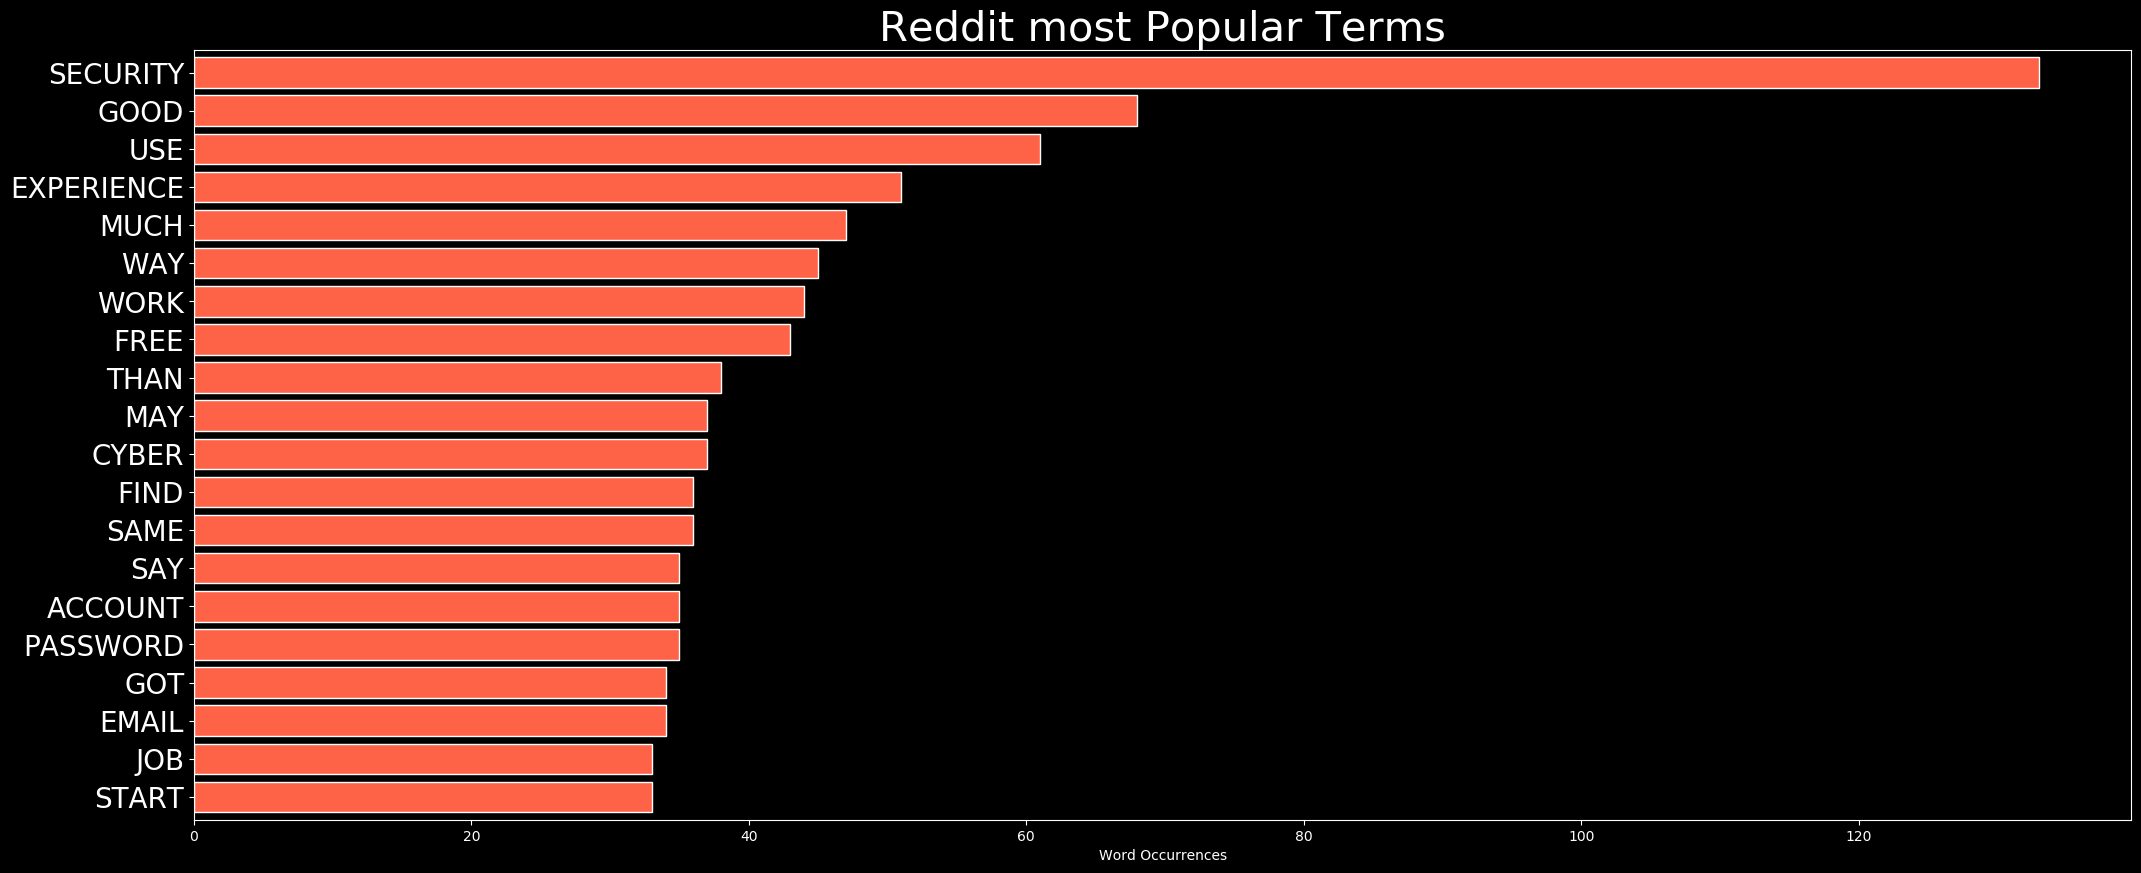 Reddit most Popular Terms
SECURITY
GOOD
USE
EXPERIENCE
MUCH
WAY
WORK
FREE
THAN
MAY
CYBER
FIND
SAME
SAY
ACCOUNT
PASSWORD
GOT
EMAIL
JOB
START
0 20 40 60 80 100 120
Word Occurrences